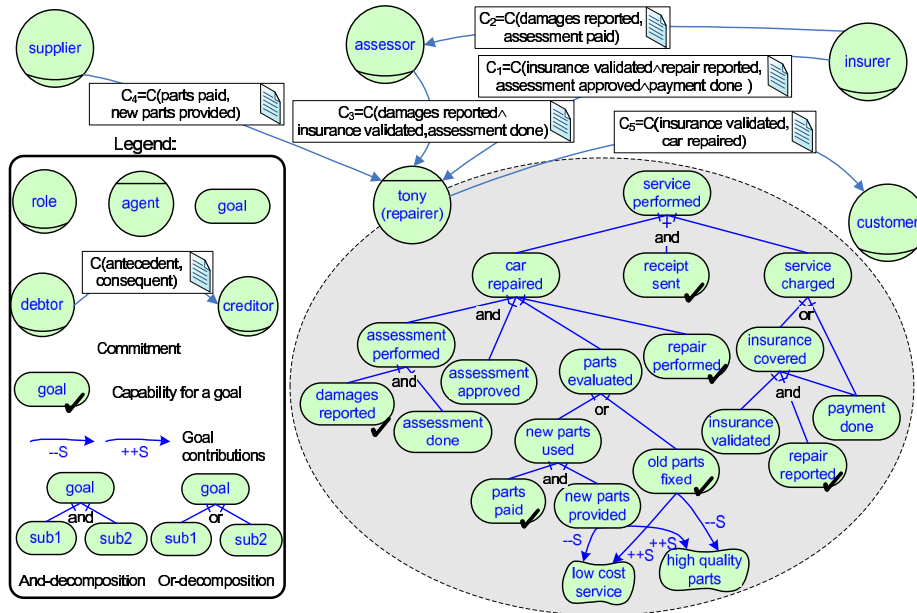 supplier
assessor
insurer
C2=C(damages reported,
assessment paid)
C1=C(insurance validated∧repair reported,
assessment approved∧payment done )
C4=C(parts paid,
new parts provided)
C3=C(damages reported∧
insurance validated,assessment done)
C5=C(insurance validated,
car repaired)
Legend:
role
agent
goal
C(antecedent,
consequent)
debtor
creditor
Commitment
goal
Capability for a goal
--S
++S
Goal
contributions
goal
and
sub1
sub2
goal
or
sub1
sub2
And-decomposition
Or-decomposition
tony
(repairer)
customer
service
performed
and
car
repaired
receipt
sent
service
charged
and
or
assessment
performed
assessment
approved
parts
evaluated
repair
performed
insurance
covered
and
damages
reported
assessment
done
or
and
insurance
validated
payment
done
repair
reported
new parts
used
old parts
fixed
and
parts
paid
new parts
provided
--S
++S
++S
--S
low cost
service
high quality
parts